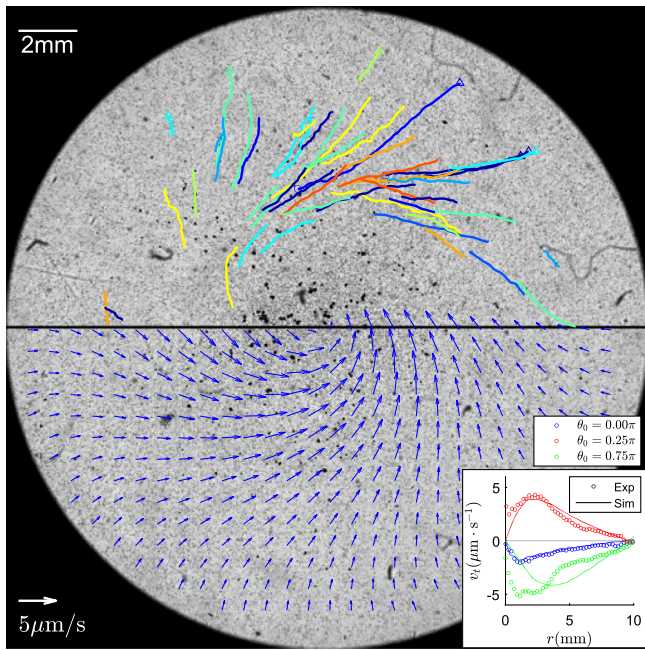 2mm
θ₀ = 0.00π
θ₀ = 0.25π
θ₀ = 0.75π
5
0
-5
vₜ(μm · s⁻¹)
Exp
Sim
0
5
10
r(mm)
5μm/s